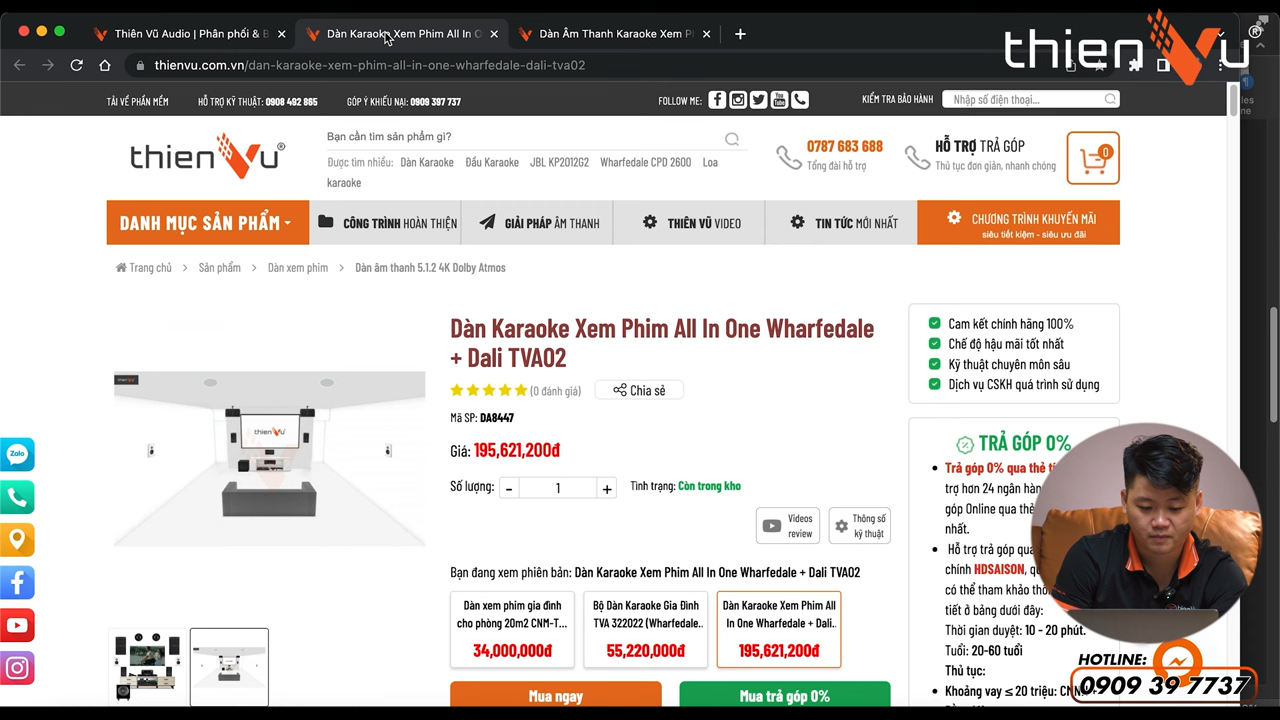 Thiên Vũ Audio | Phân phối & B
Dàn Karaoke Xem Phim All In O
Dàn Âm Thanh Karaoke Xem P
thienvu.com.vn/dan-karaoke-xem-phim-all-in-one-wharfedale-dali-tva02
thien Vu
TẢI VỀ PHẦN MỀM
HỖ TRỢ KỸ THUẬT: 0908 492 865
GÓP Ý KHIẾU NẠI: 0909 397 737
FOLLOW ME:
KIỂM TRA BẢO HÀNH
Nhập số điện thoại...
thien Vu
Bạn cần tìm sản phẩm gì?
Được tìm nhiều: Dàn Karaoke Đầu Karaoke JBL KP2012G2 Wharfedale CPD 2600 Loa
karaoke
0787 683 688
Tổng đài hỗ trợ
HỖ TRỢ TRẢ GÓP
Thủ tục đơn giản, nhanh chóng
0
DANH MỤC SẢN PHẨM
CÔNG TRÌNH HOÀN THIỆN
GIẢI PHÁP ÂM THANH
THIÊN VŨ VIDEO
TIN TỨC MỚI NHẤT
CHƯƠNG TRÌNH KHUYẾN MÃI
siêu tiết kiệm - siêu ưu đãi
Trang chủ > Sản phẩm > Dàn xem phim > Dàn âm thanh 5.1.2 4K Dolby Atmos
Dàn Karaoke Xem Phim All In One Wharfedale
+ Dali TVA02
(0 đánh giá)
Chia sẻ
Mã SP: DA8447
Giá: 195,621,200đ
Số lượng: - 1 +
Tình trạng: Còn trong kho
Videos
review
Thông số
kỹ thuật
Bạn đang xem phiên bản: Dàn Karaoke Xem Phim All In One Wharfedale + Dali TVA02
Dàn xem phim gia đình
cho phòng 20m2 CNM-T...
34,000,000đ
Bộ Dàn Karaoke Gia Đình
TVA 322022 (Wharfedale..
55,220,000đ
Dàn Karaoke Xem Phim All
In One Wharfedale + Dali..
195,621,200đ
Mua ngay
Mua trả góp 0%
Cam kết chính hãng 100%
Chế độ hậu mãi tốt nhất
Kỹ thuật chuyên môn sâu
Dịch vụ CSKH quá trình sử dụng
TRẢ GÓP 0%
Trả góp 0% qua thẻ
trợ hơn 24 ngân hàn
góp Online qua thẻ
nhất.
Hỗ trợ trả góp qua
chính HDSAISON,
có thể tham khảo
tiết ở bảng dưới đây:
Thời gian duyệt: 10 - 20 phút.
Tuổi: 20-60 tuổi
Thủ tục:
Khoảng vay ≤ 20 triệu:
thien Vu
HOTLINE:
0909 39 7737
Zalo